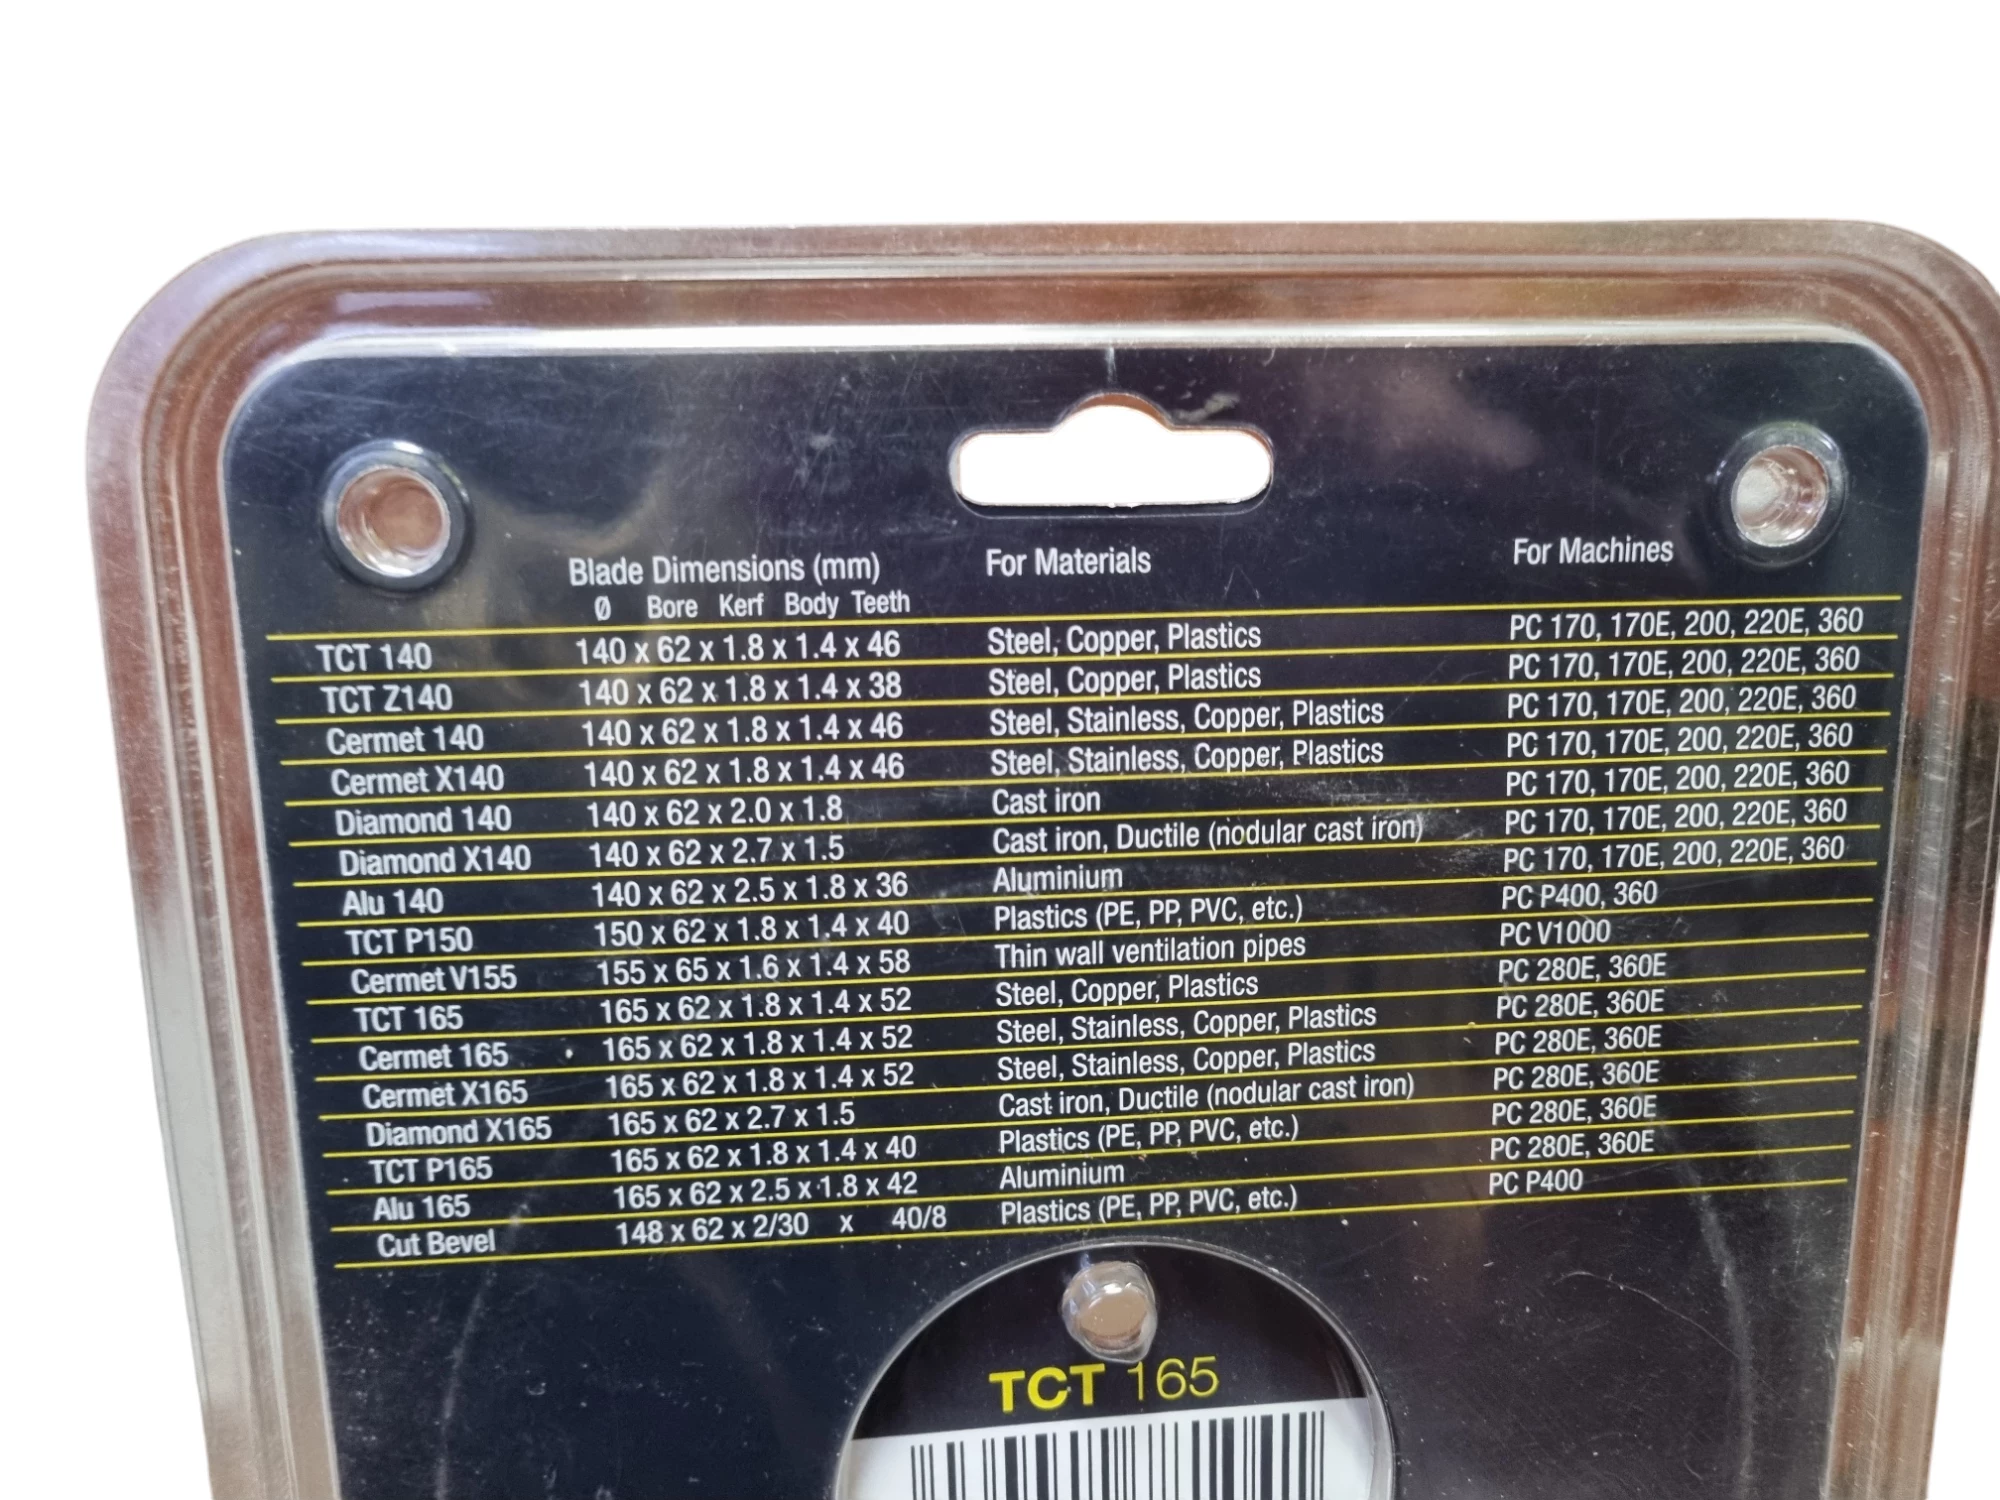 Blade Dimensions (mm) For Materials For Machines
Ø Bore Kerf Body Teeth
TCT 140 140 x 62 x 1.8 x 1.4 x 46 Steel, Copper, Plastics PC 170, 170E, 200, 220E, 360
TCT Z140 140 x 62 x 1.8 x 1.4 x 38 Steel, Copper, Plastics PC 170, 170E, 200, 220E, 360
Cermet 140 140 x 62 x 1.8 x 1.4 x 46 Steel, Stainless, Copper, Plastics PC 170, 170E, 200, 220E, 360
Cermet X140 140 x 62 x 1.8 x 1.4 x 46 Steel, Stainless, Copper, Plastics PC 170, 170E, 200, 220E, 360
Diamond 140 140 x 62 x 2.0 x 1.8 Cast iron PC 170, 170E, 200, 220E, 360
Diamond X140 140 x 62 x 2.7 x 1.5 Cast iron, Ductile (nodular cast iron) PC 170, 170E, 200, 220E, 360
Alu 140 140 x 62 x 2.5 x 1.8 x 36 Aluminium PC 170, 170E, 200, 220E, 360
TCT P150 150 x 62 x 1.8 x 1.4 x 40 Plastics (PE, PP, PVC, etc.) PC P400, 360
Cermet V155 155 x 65 x 1.6 x 1.4 x 58 Thin wall ventilation pipes PC V1000
TCT 165 165 x 62 x 1.8 x 1.4 x 52 Steel, Copper, Plastics PC 280E, 360E
Cermet 165 165 x 62 x 1.8 x 1.4 x 52 Steel, Stainless, Copper, Plastics PC 280E, 360E
Cermet X165 165 x 62 x 1.8 x 1.4 x 52 Steel, Stainless, Copper, Plastics PC 280E, 360E
Diamond X165 165 x 62 x 2.7 x 1.5 Cast iron, Ductile (nodular cast iron) PC 280E, 360E
TCT P165 165 x 62 x 1.8 x 1.4 x 40 Plastics (PE, PP, PVC, etc.) PC 280E, 360E
Alu 165 165 x 62 x 2.5 x 1.8 x 42 Aluminium PC 280E, 360E
Cut Bevel 148 x 62 x 2/30 x 40/8 Plastics (PE, PP, PVC, etc.) PC P400
TCT 165